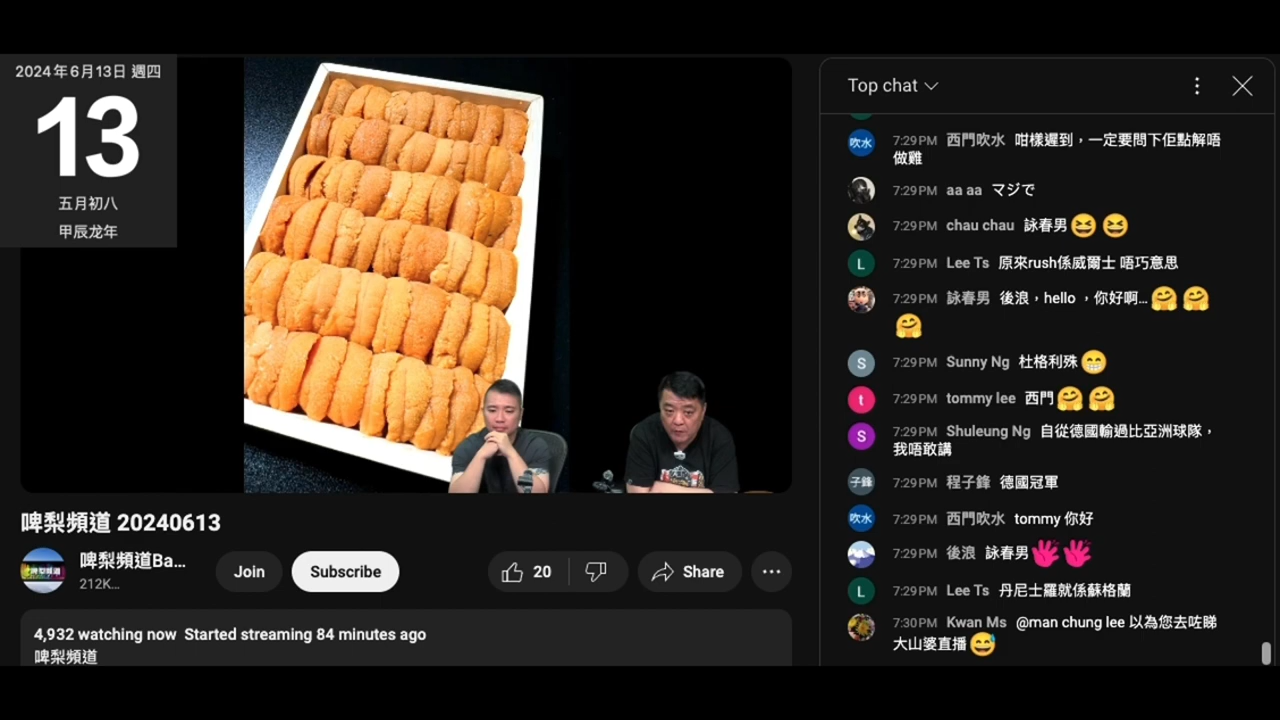 2024年6月13日 週四
13
五月初八
甲辰龙年
啤梨頻道 20240613
啤梨頻道Ba...
212K...
Join
Subscribe
20
Share
4,932 watching now Started streaming 84 minutes ago
啤梨頻道
Top chat
吹水 7:29 PM 西門吹水 咁樣遲到，一定要問下佢點解唔
做雞
7:29 PM aa aa マジで
7:29 PM chau chau 詠春男😆😆
L 7:29 PM Lee Ts 原來rush係威爾士 唔巧意思
7:29 PM 詠春男 後浪，hello ，你好啊...🤗🤗
🤗
S 7:29 PM Sunny Ng 杜格利殊😁
t 7:29 PM tommy lee 西門🤗🤗
S 7:29 PM Shuleung Ng 自從德國輸過比亞洲球隊，
我唔敢講
子鋒 7:29 PM 程子鋒 德國冠軍
吹水 7:29 PM 西門吹水 tommy 你好
7:29 PM 後浪 詠春男
L 7:29 PM Lee Ts 丹尼士羅就係蘇格蘭
7:30 PM Kwan Ms @man chung lee 以為您去咗睇
大山婆直播😅